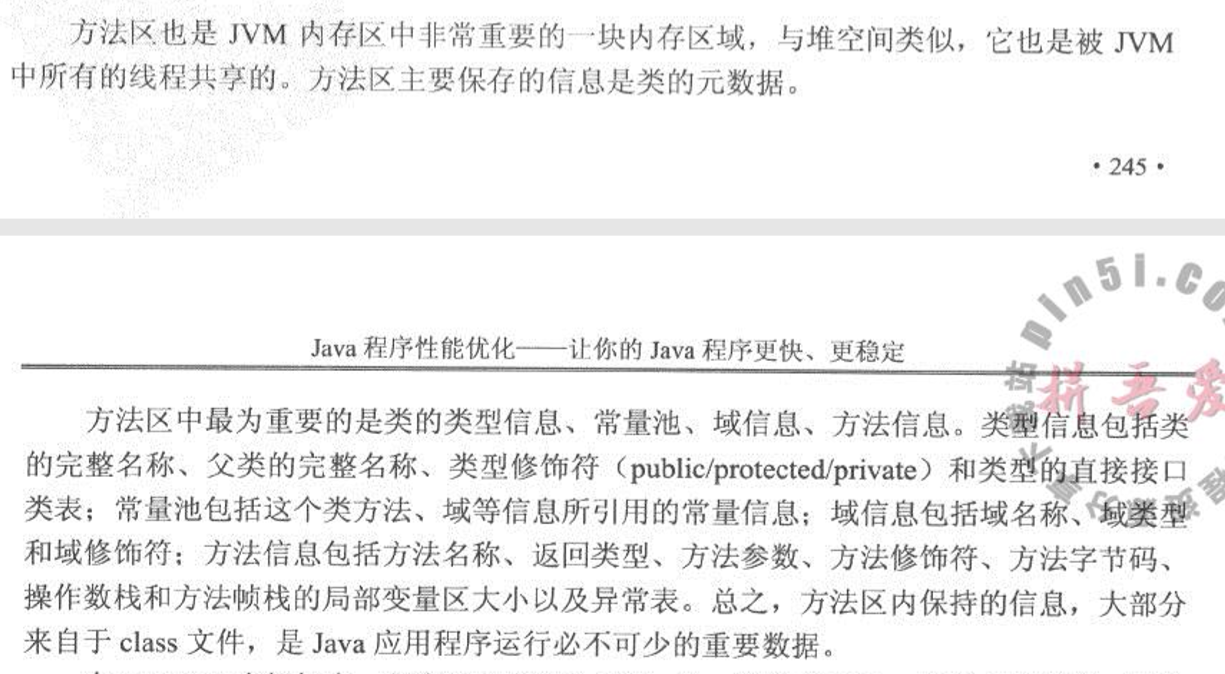 方法区也是 JVM 内存区中非常重要的一块内存区域，与堆空间类似，它也是被 JVM
中所有的线程共享的。方法区主要保存的信息是类的元数据。
• 245 •
pin5i.co
拼吾爱
Java 程序性能优化——让你的 Java 程序更快、更稳定
方法区中最为重要的是类的类型信息、常量池、域信息、方法信息。类型信息包括类
的完整名称、父类的完整名称、类型修饰符（public/protected/private）和类型的直接接口
类表；常量池包括这个类方法、域等信息所引用的常量信息；域信息包括域名称、域类型
和域修饰符；方法信息包括方法名称、返回类型、方法参数、方法修饰符、方法字节码、
操作数栈和方法帧栈的局部变量区大小以及异常表。总之，方法区内保持的信息，大部分
来自于 class 文件，是 Java 应用程序运行必不可少的重要数据。